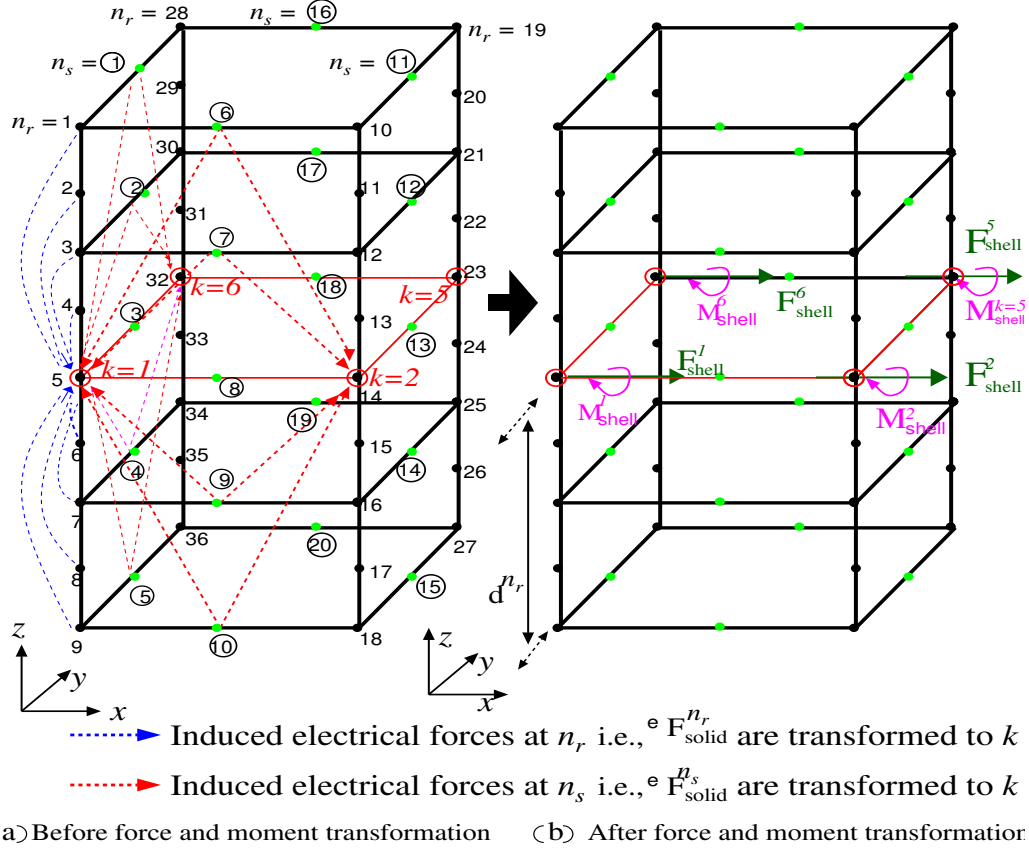 n_r = 28
n_s = ⑯
n_r = 19
n_s = ①
n_s = ⑪
29
20
n_r = 1
⑥
10
30
⑰
21
2
②
11
⑫
31
22
3
⑦
12
32
k=6
⑱
k=5
23
4
③
13
⑬
33
24
5
k=1
⑧
k=2
14
34
⑲
25
6
④
35
15
⑭
⑨
26
7
16
36
⑳
27
8
⑤
17
⑮
9
⑩
18
z
y
x
F^5_shell
M^6_shell
F^6_shell
M^{k=5}_shell
F^1_shell
F^2_shell
M^1_shell
M^2_shell
d^{n_r}
z
y
x
Induced electrical forces at n_r i.e., ^e F^{n_r}_solid are transformed to k
Induced electrical forces at n_s i.e., ^e F^{n_s}_solid are transformed to k
a) Before force and moment transformation
(b) After force and moment transformation